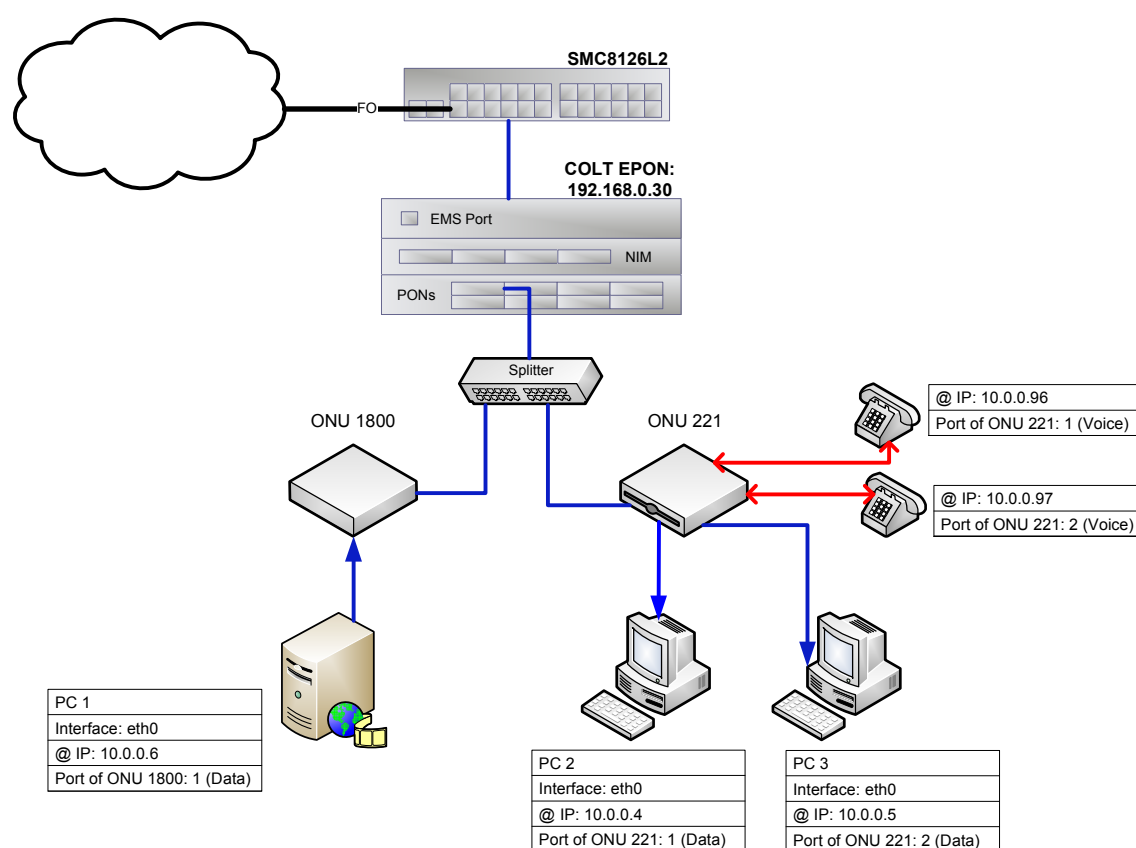 SMC8126L2
FO
COLT EPON:
192.168.0.30
EMS Port
NIM
PONs
Splitter
ONU 1800
ONU 221
@ IP: 10.0.0.96
Port of ONU 221: 1 (Voice)
@ IP: 10.0.0.97
Port of ONU 221: 2 (Voice)
PC 1
Interface: eth0
@ IP: 10.0.0.6
Port of ONU 1800: 1 (Data)
PC 2
Interface: eth0
@ IP: 10.0.0.4
Port of ONU 221: 1 (Data)
PC 3
Interface: eth0
@ IP: 10.0.0.5
Port of ONU 221: 2 (Data)